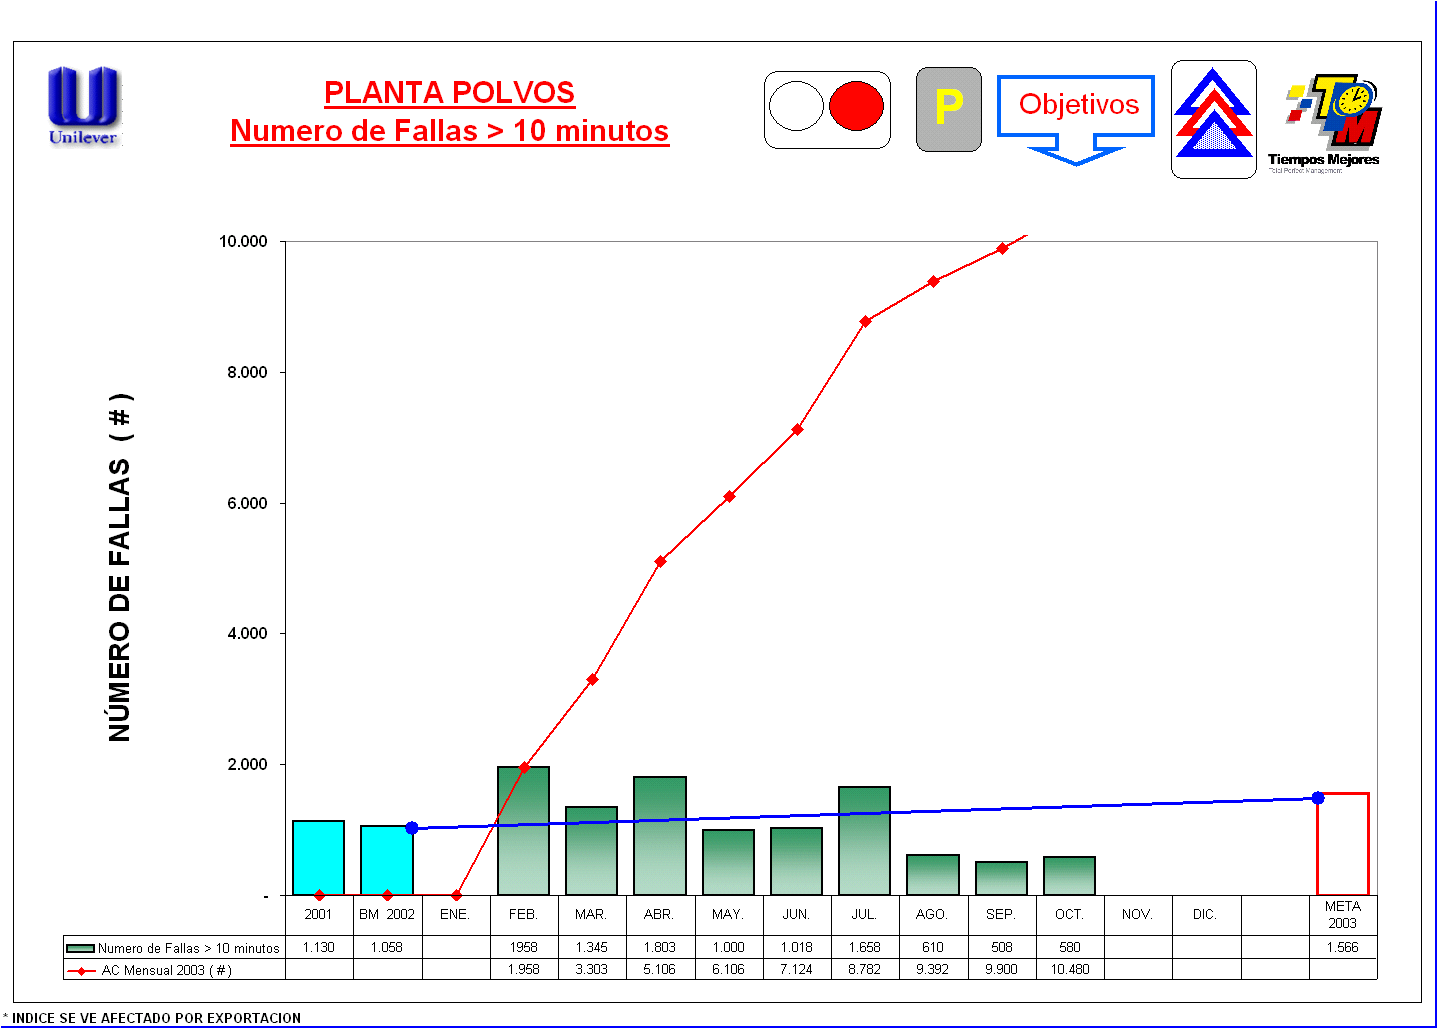 PLANTA POLVOS
Numero de Fallas > 10 minutos
Unilever
P
Objetivos
TPM
Tiempos Mejores
Total Perfect Management
NÚMERO DE FALLAS ( # )
10.000
8.000
6.000
4.000
2.000
-
2001 BM 2002 ENE. FEB. MAR. ABR. MAY. JUN. JUL. AGO. SEP. OCT. NOV. DIC. META 2003
Numero de Fallas > 10 minutos 1.130 1.058 1958 1.345 1.803 1.000 1.018 1.658 610 508 580 1.566
AC Mensual 2003 ( # ) 1.958 3.303 5.106 6.106 7.124 8.782 9.392 9.900 10.480
* INDICE SE VE AFECTADO POR EXPORTACION